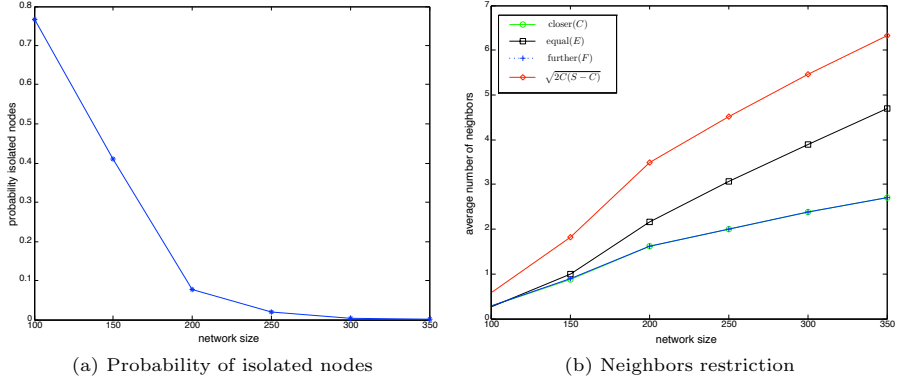 0.8
0.7
0.6
0.5
0.4
0.3
0.2
0.1
0
probability isolated nodes
100 150 200 250 300 350
network size
(a) Probability of isolated nodes
7
6
5
4
3
2
1
0
average number of neighbors
closer(C)
equal(E)
further(F)
√2C(S − C)
100 150 200 250 300 350
network size
(b) Neighbors restriction